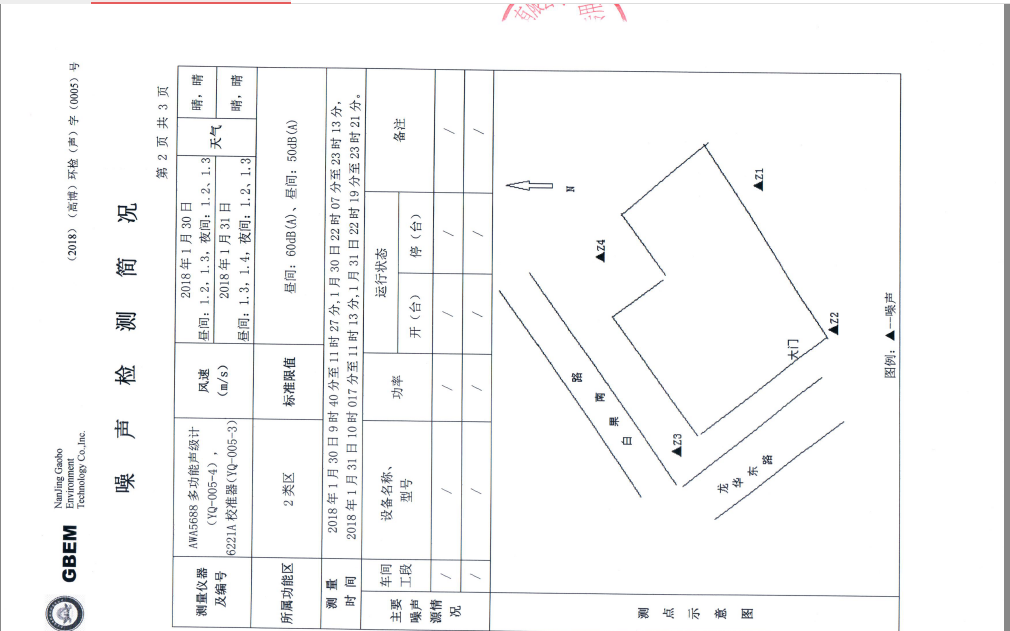 GBEM
NanJing Gaobo
Environment
Technology Co.,Inc.
(2018)(高博)环检(声)字(0005)号
噪声检测简况
第 2 页 共 3 页
测量仪器
及编号
AWA5688 多功能声级计
(YQ-005-4),
6221A 校准器(YQ-005-3)
风速
(m/s)
2018 年 1 月 30 日
昼间: 1.2, 1.3, 夜间: 1.2、1.3
2018 年 1 月 31 日
昼间: 1.3, 1.4, 夜间: 1.2、1.3
天气
晴, 晴
晴, 晴
所属功能区
2 类区
标准限值
昼间: 60dB(A)、昼间: 50dB(A)
测 量
时 间
2018 年 1 月 30 日 9 时 40 分至 11 时 27 分,1 月 30 日 22 时 07 分至 23 时 13 分,
2018 年 1 月 31 日 10 时 017 分至 11 时 13 分,1 月 31 日 22 时 19 分至 23 时 21 分。
主要
噪声
源情
况
车间
工段
设备名称、
型号
功率
运行状态
开（台）
停（台）
备注
/ / / / / /
/ / / / / /
测点示意图
N
▲Z1
▲Z2
▲Z3
▲Z4
大门
白果南路
龙华东路
图例: ▲--噪声
有限公
用